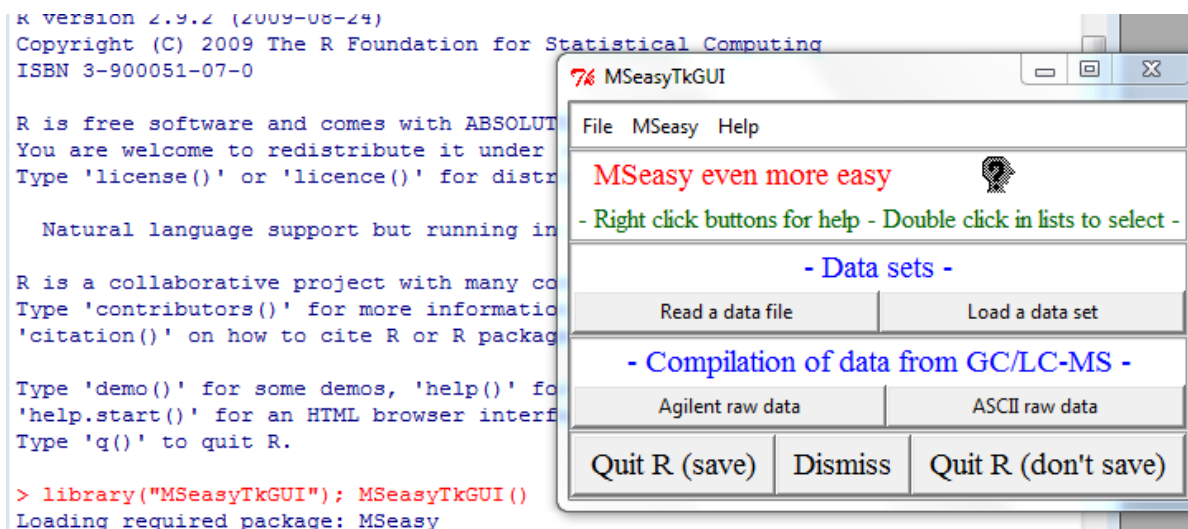 R version 2.9.2 (2009-08-24)
Copyright (C) 2009 The R Foundation for Statistical Computing
ISBN 3-900051-07-0
R is free software and comes with ABSOLUT
You are welcome to redistribute it under
Type 'license()' or 'licence()' for distr
Natural language support but running in
R is a collaborative project with many co
Type 'contributors()' for more informatio
'citation()' on how to cite R or R packag
Type 'demo()' for some demos, 'help()' fo
'help.start()' for an HTML browser interf
Type 'q()' to quit R.
> library("MSeasyTkGUI"); MSeasyTkGUI()
Loading required package: MSeasy
MSeasyTkGUI
File MSeasy Help
MSeasy even more easy
- Right click buttons for help - Double click in lists to select -
- Data sets -
Read a data file Load a data set
- Compilation of data from GC/LC-MS -
Agilent raw data ASCII raw data
Quit R (save) Dismiss Quit R (don't save)